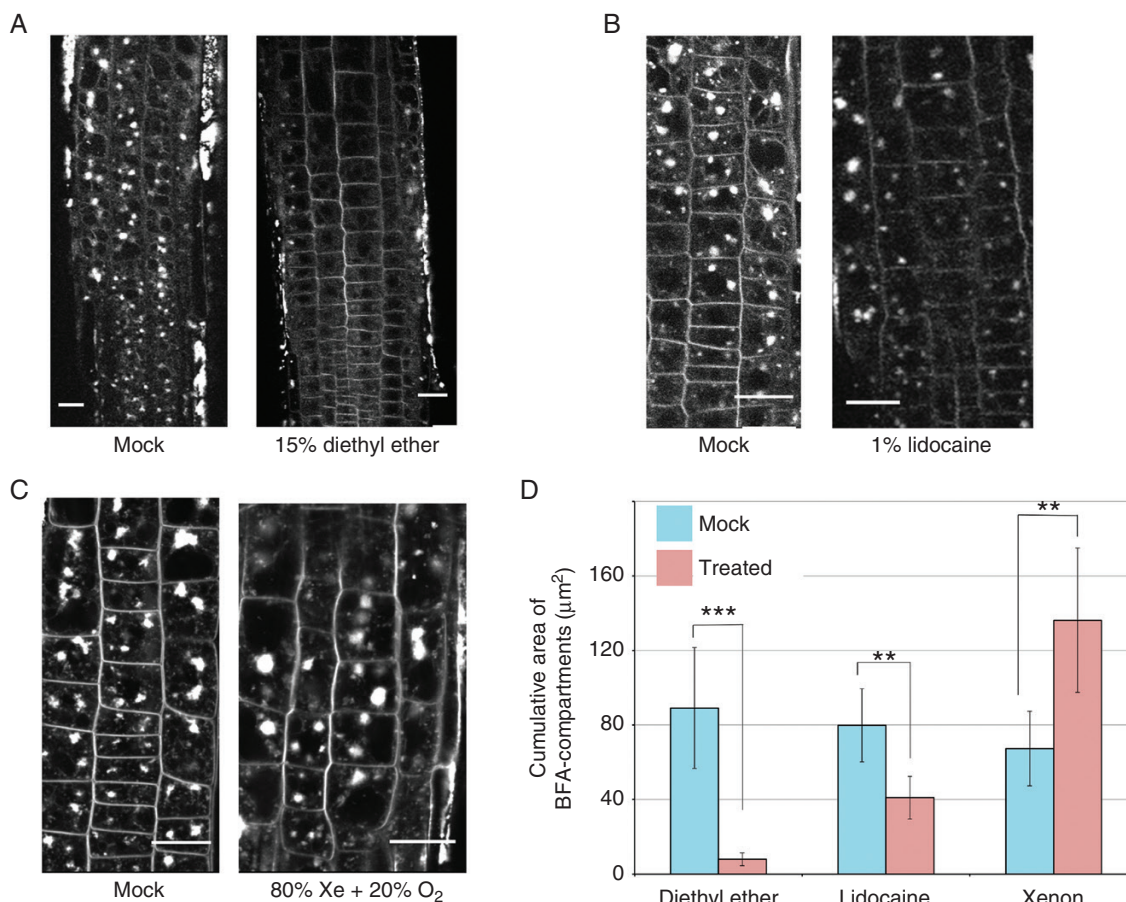 A
B
Mock
15% diethyl ether
Mock
1% lidocaine
C
D
Mock
80% Xe + 20% O₂
Cumulative area of
BFA-compartments (μm²)
Mock
Treated
160
120
80
40
0
***
**
**
Diethyl ether
Lidocaine
Xenon